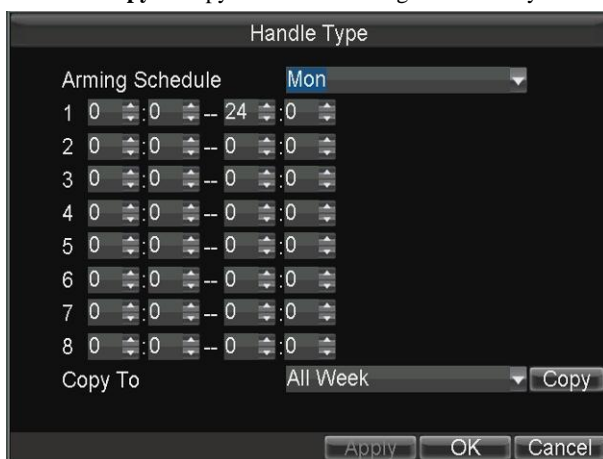 Handle Type
Arming Schedule Mon
1 0 :0 -- 24 :0
2 0 :0 -- 0 :0
3 0 :0 -- 0 :0
4 0 :0 -- 0 :0
5 0 :0 -- 0 :0
6 0 :0 -- 0 :0
7 0 :0 -- 0 :0
8 0 :0 -- 0 :0
Copy To All Week Copy
Apply OK Cancel